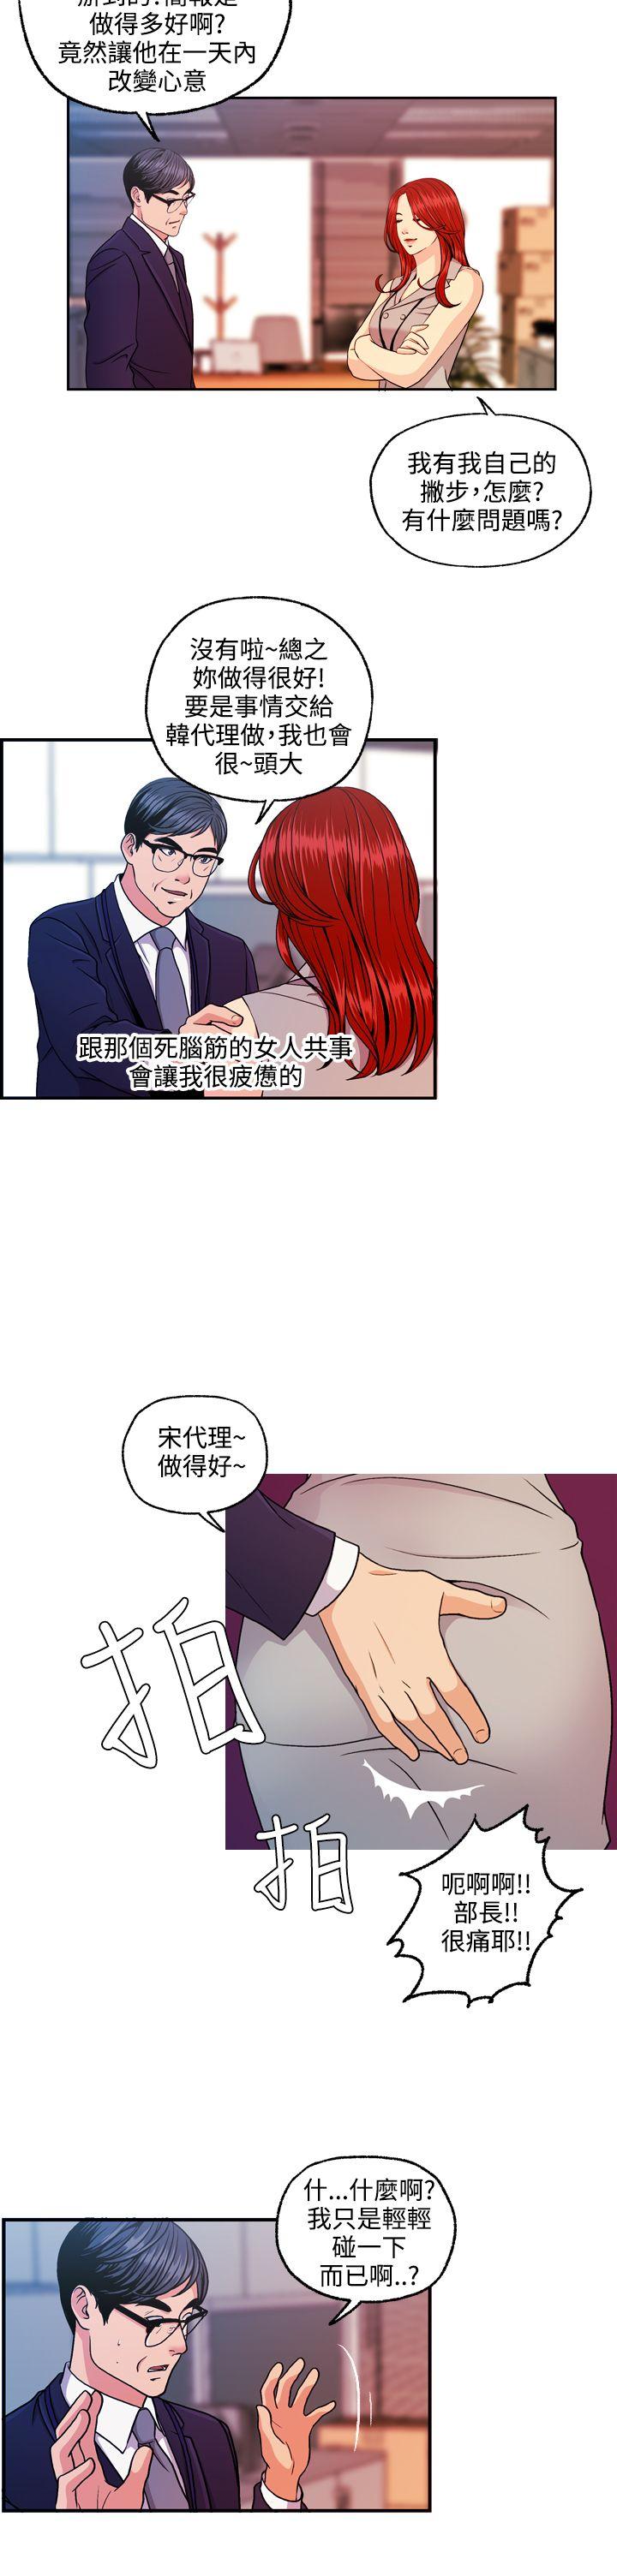 做得多好啊?
竟然讓他在一天內
改變心意
我有我自己的
撇步,怎麼?
有什麼問題嗎?
沒有啦~總之
妳做得很好!
要是事情交給
韓代理做,我也會
很~頭大
跟那個死腦筋的女人共事
會讓我很疲憊的
宋代理~
做得好~
拍
拍
呃啊啊!!
部長!!
很痛耶!!
什...什麼啊?
我只是輕輕
碰一下
而已啊..?